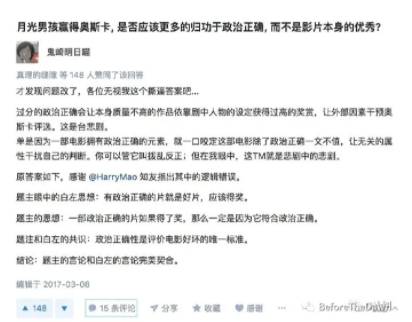 月光男孩赢得奥斯卡，是否应该更多的归功于政治正确，而不是影片本身的优秀？
鬼崎明日瞄
真理的缝隙 等 148 人赞同了该回答
才发现问题改了，各位无视我这个撕逼答案吧...
过分的政治正确会让本身质量不高的作品依靠剧中人物的设定获得过高的奖赏，让外部因素干预奥
斯卡评选。这是台悲剧。
单是因为一部电影拥有政治正确的元素，就一口咬定这部电影除了政治正确一文不值，让无关的属
性干扰自己的判断。你可以管它叫拨乱反正；但在我眼中，这TM就是悲剧中的悲剧。
原答案如下，感谢 @HarryMao 知友指出其中的逻辑错误。
题主眼中的白左思想：有政治正确的片就是好片，应该得奖。
题主的思想：一部政治正确的片如果得了奖，那么一定是因为它符合政治正确。
题注和白左的共识：政治正确性是评价电影好坏的唯一标准。
结论：题主的言论和白左的言论完美契合。
编辑于 2017-03-08
148
15 条评论 分享 收藏 感谢